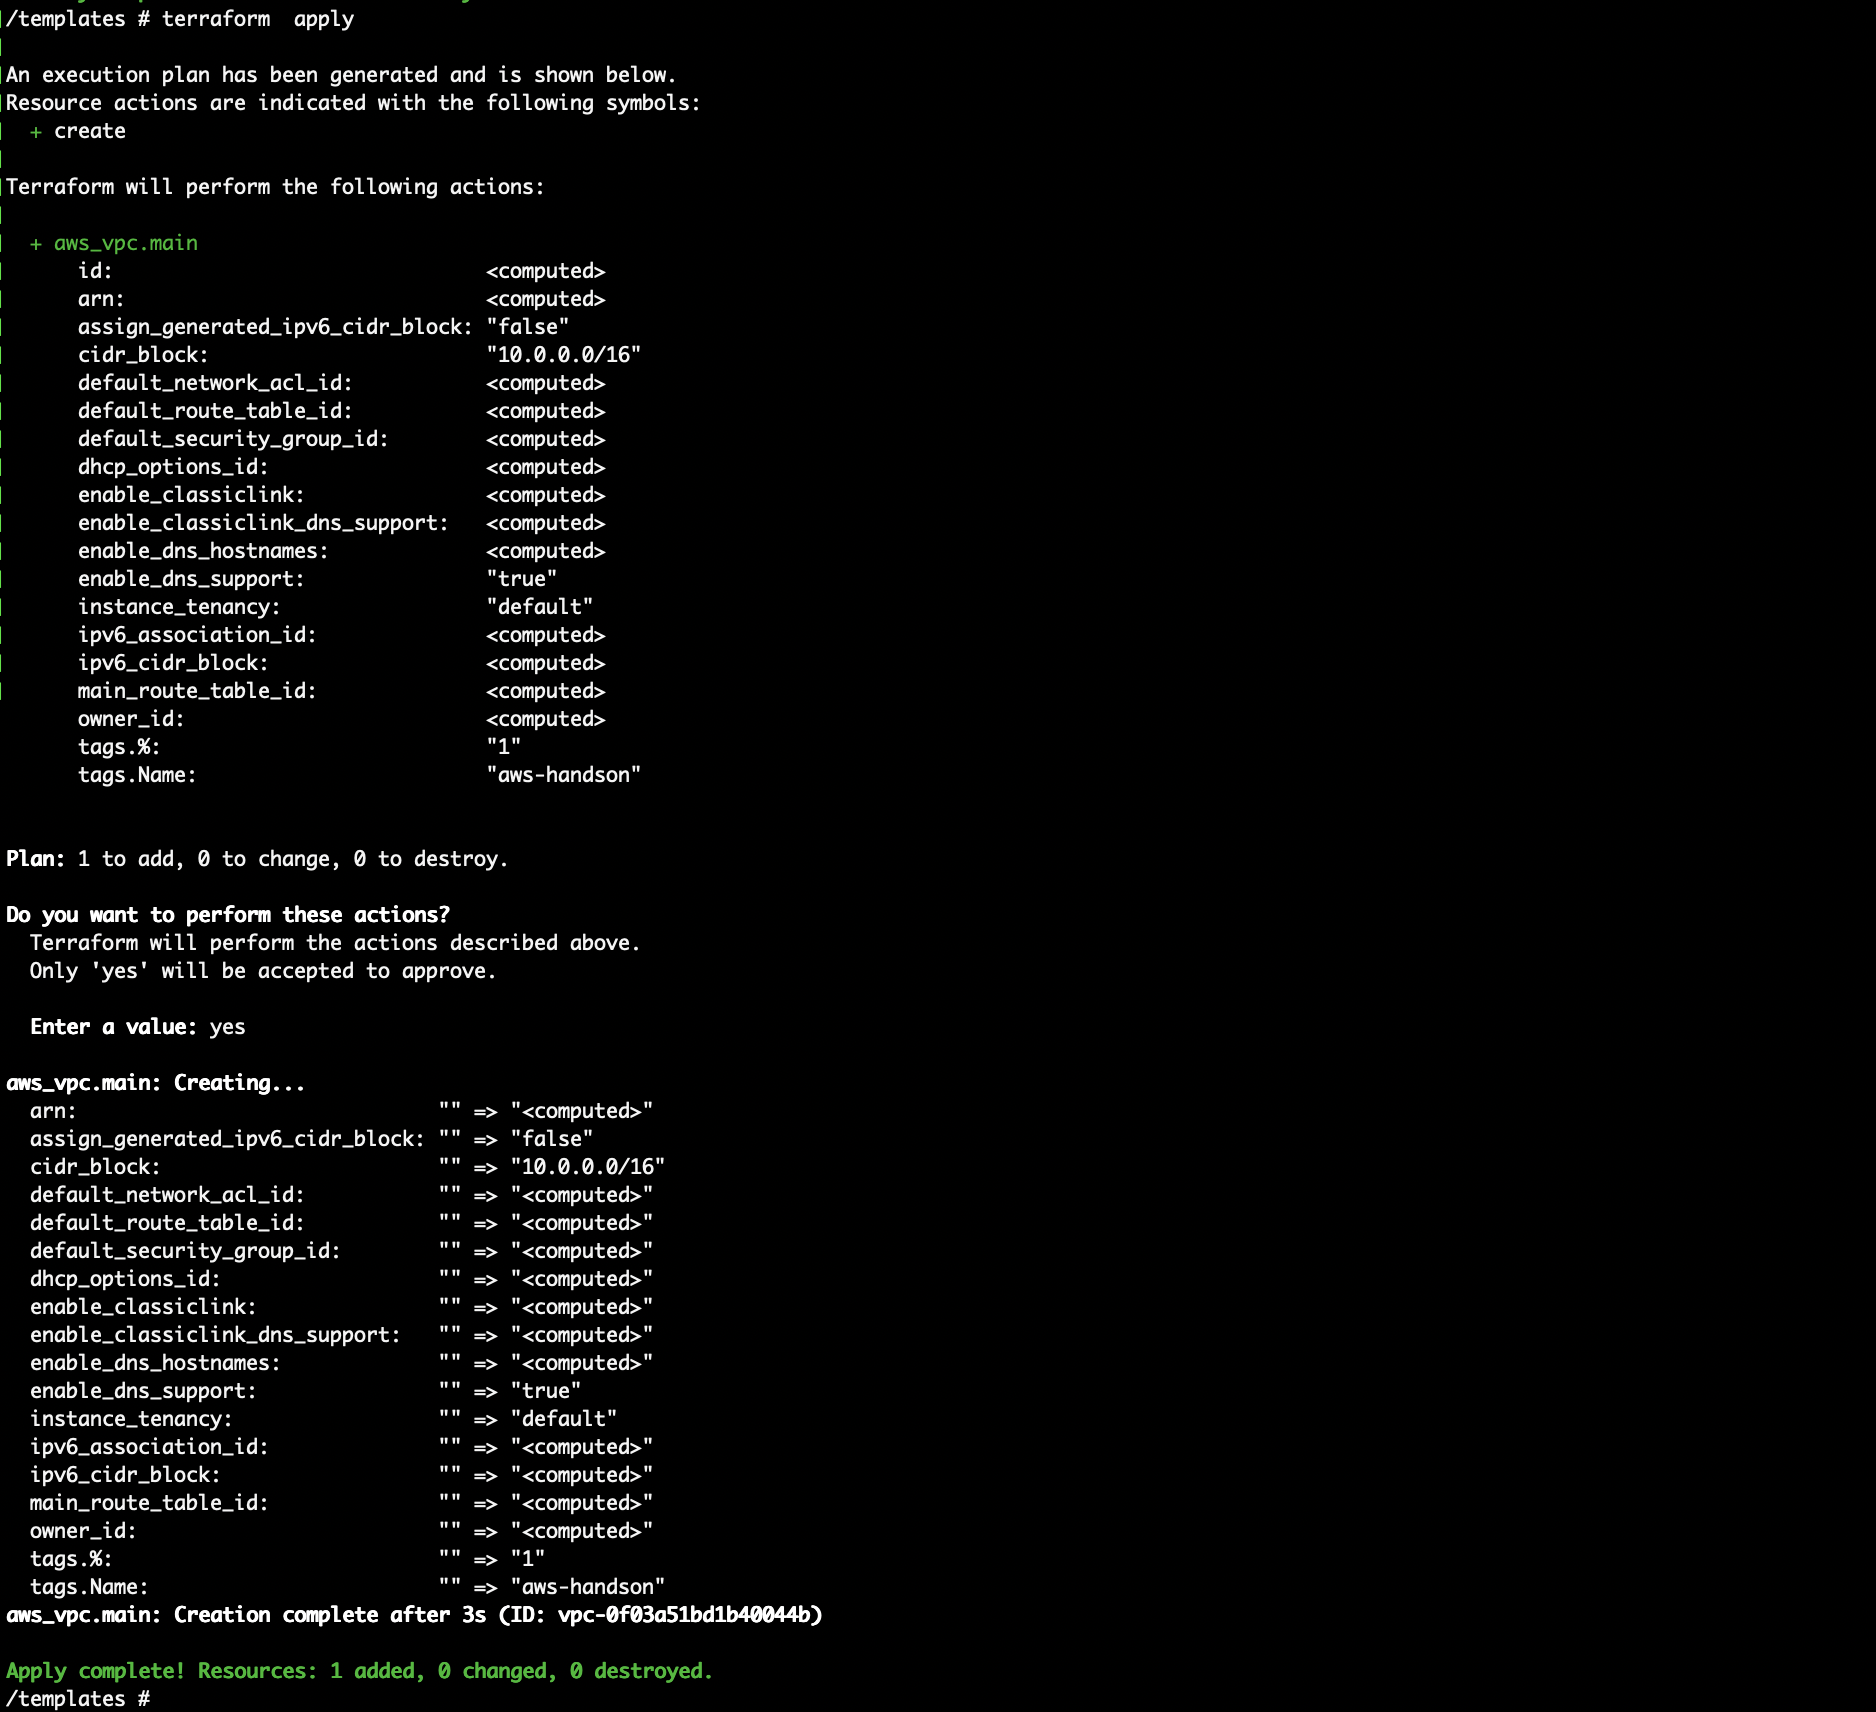 /templates # terraform  apply
An execution plan has been generated and is shown below.
Resource actions are indicated with the following symbols:
  + create
Terraform will perform the following actions:
  + aws_vpc.main
      id:                               <computed>
      arn:                              <computed>
      assign_generated_ipv6_cidr_block: "false"
      cidr_block:                       "10.0.0.0/16"
      default_network_acl_id:           <computed>
      default_route_table_id:           <computed>
      default_security_group_id:        <computed>
      dhcp_options_id:                  <computed>
      enable_classiclink:               <computed>
      enable_classiclink_dns_support:   <computed>
      enable_dns_hostnames:             <computed>
      enable_dns_support:               "true"
      instance_tenancy:                 "default"
      ipv6_association_id:              <computed>
      ipv6_cidr_block:                  <computed>
      main_route_table_id:              <computed>
      owner_id:                         <computed>
      tags.%:                           "1"
      tags.Name:                        "aws-handson"
Plan: 1 to add, 0 to change, 0 to destroy.
Do you want to perform these actions?
  Terraform will perform the actions described above.
  Only 'yes' will be accepted to approve.
  Enter a value: yes
aws_vpc.main: Creating...
  arn:                              "" => "<computed>"
  assign_generated_ipv6_cidr_block: "" => "false"
  cidr_block:                       "" => "10.0.0.0/16"
  default_network_acl_id:           "" => "<computed>"
  default_route_table_id:           "" => "<computed>"
  default_security_group_id:        "" => "<computed>"
  dhcp_options_id:                  "" => "<computed>"
  enable_classiclink:               "" => "<computed>"
  enable_classiclink_dns_support:   "" => "<computed>"
  enable_dns_hostnames:             "" => "<computed>"
  enable_dns_support:               "" => "true"
  instance_tenancy:                 "" => "default"
  ipv6_association_id:              "" => "<computed>"
  ipv6_cidr_block:                  "" => "<computed>"
  main_route_table_id:              "" => "<computed>"
  owner_id:                         "" => "<computed>"
  tags.%:                           "" => "1"
  tags.Name:                        "" => "aws-handson"
aws_vpc.main: Creation complete after 3s (ID: vpc-0f03a51bd1b40044b)
Apply complete! Resources: 1 added, 0 changed, 0 destroyed.
/templates #